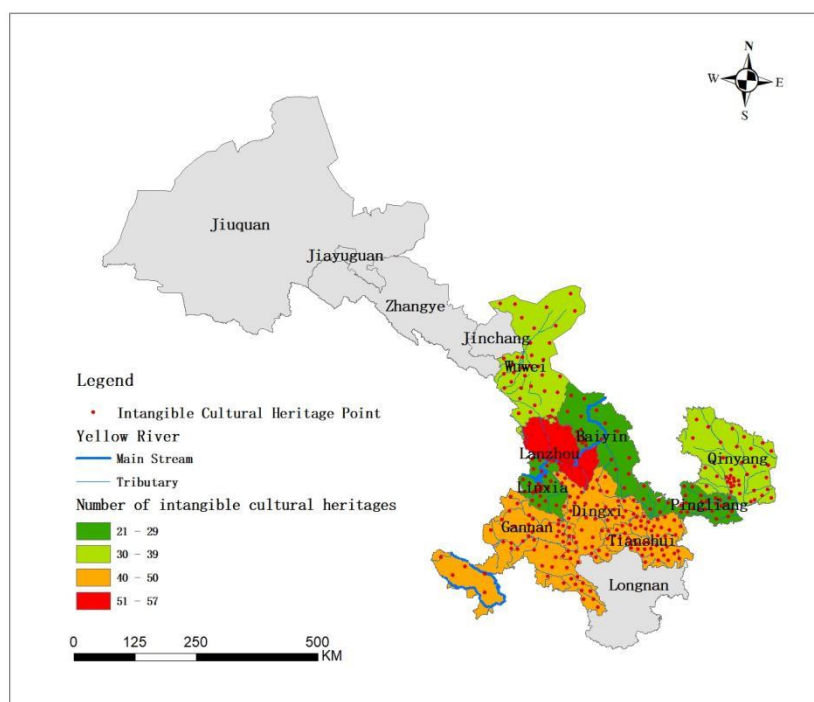 N
W E
S
Jiuquan
Jiayuguan
Zhangye
Jinchang
Wuwei
Baiyin
Lanzhou
Qinyang
Linxia
Pingliang
Dingxi
Gannan
Tianshui
Longnan
Legend
Intangible Cultural Heritage Point
Yellow River
Main Stream
Tributary
Number of intangible cultural heritages
21 - 29
30 - 39
40 - 50
51 - 57
0 125 250 500
KM